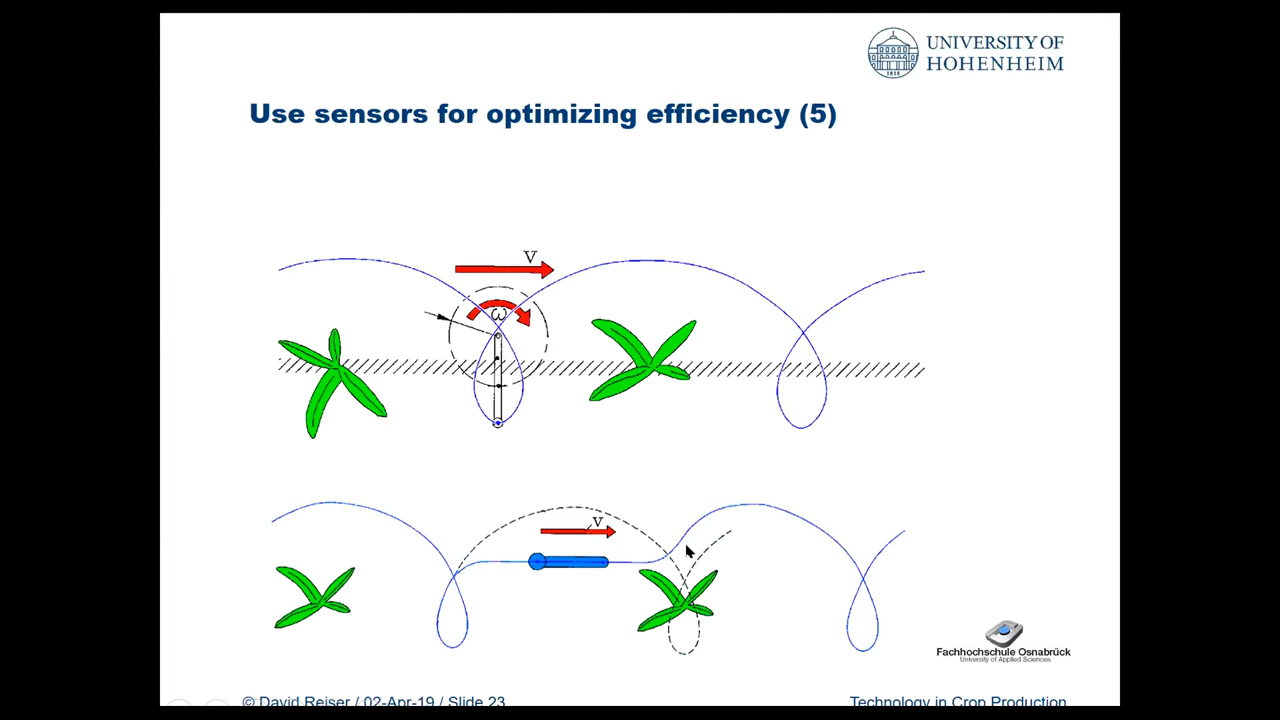 UNIVERSITY OF
HOHENHEIM
1818
Use sensors for optimizing efficiency (5)
V
ω
V
Fachhochschule Osnabrück
University of Applied Sciences
© David Reiser / 02-Apr-19 / Slide 23
Technology in Crop Production